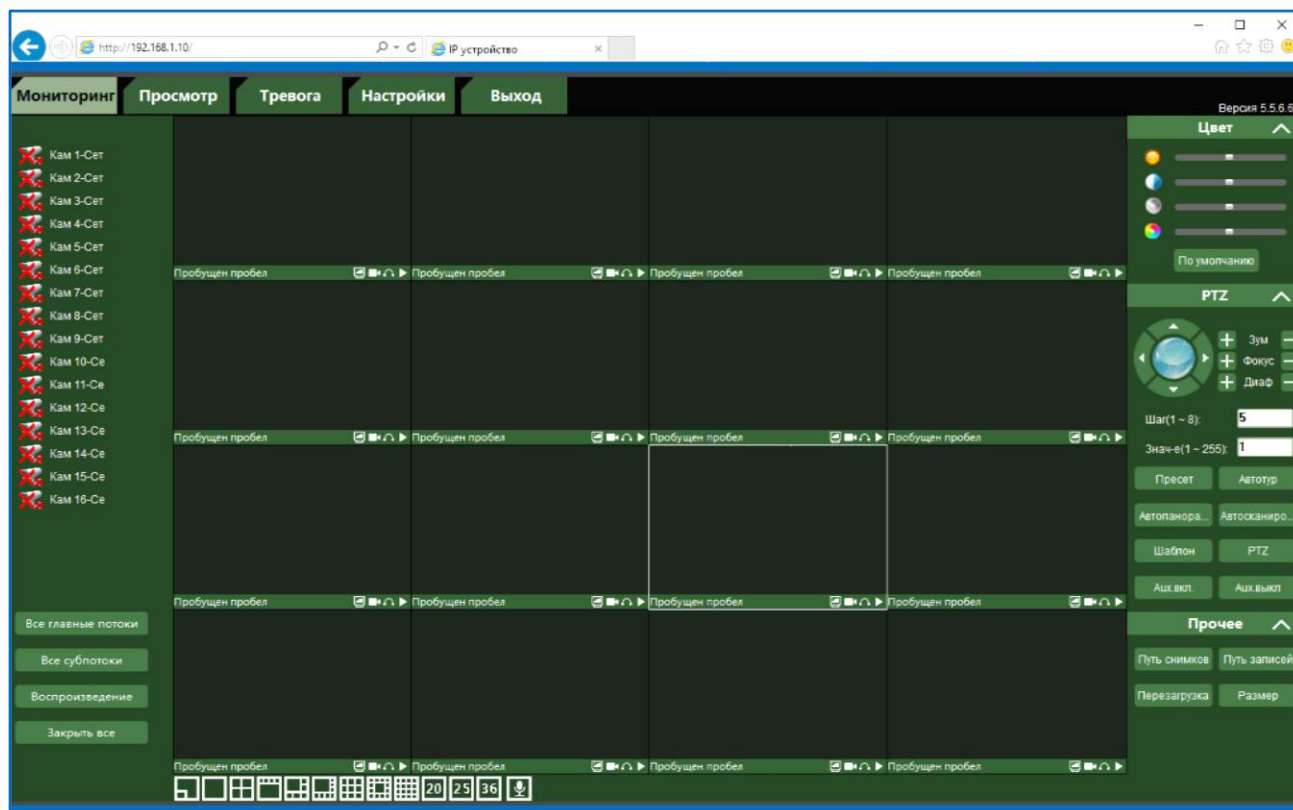 http://192.168.1.10/
IP устройство
Мониторинг Просмотр Тревога Настройки Выход
Версия 5.5.6.6
Кам 1-Сет
Кам 2-Сет
Кам 3-Сет
Кам 4-Сет
Кам 5-Сет
Кам 6-Сет
Кам 7-Сет
Кам 8-Сет
Кам 9-Сет
Кам 10-Се
Кам 11-Се
Кам 12-Се
Кам 13-Се
Кам 14-Се
Кам 15-Се
Кам 16-Се
Все главные потоки
Все субпотоки
Воспроизведение
Закрыть все
Пробущен пробел Пробущен пробел Пробущен пробел Пробущен пробел
Пробущен пробел Пробущен пробел Пробущен пробел Пробущен пробел
Пробущен пробел Пробущен пробел Пробущен пробел Пробущен пробел
Пробущен пробел Пробущен пробел Пробущен пробел Пробущен пробел
20 25 36
Цвет
По умолчанию
PTZ
Зум
Фокус
Диаф
Шаг(1 ~ 8): 5
Знач-е(1 ~ 255): 1
Пресет Автотур
Автопанора... Автосканиро...
Шаблон PTZ
Aux.вкл. Aux.выкл
Прочее
Путь снимков Путь записей
Перезагрузка Размер